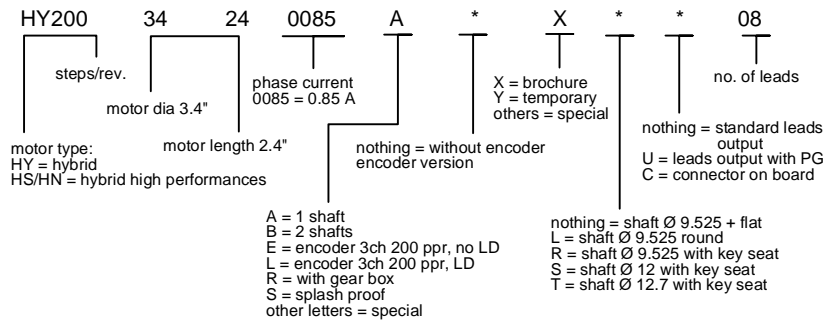 HY200 34 24 0085 A * X * * 08
steps/rev.
motor dia 3.4"
motor length 2.4"
motor type:
HY = hybrid
HS/HN = hybrid high performances
phase current
0085 = 0.85 A
A = 1 shaft
B = 2 shafts
E = encoder 3ch 200 ppr, no LD
L = encoder 3ch 200 ppr, LD
R = with gear box
S = splash proof
other letters = special
nothing = without encoder
encoder version
X = brochure
Y = temporary
others = special
nothing = shaft Ø 9.525 + flat
L = shaft Ø 9.525 round
R = shaft Ø 9.525 with key seat
S = shaft Ø 12 with key seat
T = shaft Ø 12.7 with key seat
nothing = standard leads
output
U = leads output with PG
C = connector on board
no. of leads